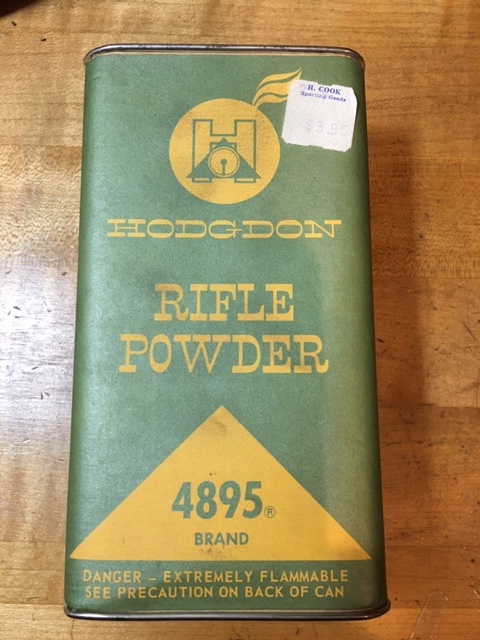 H. COOK
Sporting Goods
$3.95
H
HODGDON
RIFLE
POWDER
4895®
BRAND
DANGER – EXTREMELY FLAMMABLE
SEE PRECAUTION ON BACK OF CAN